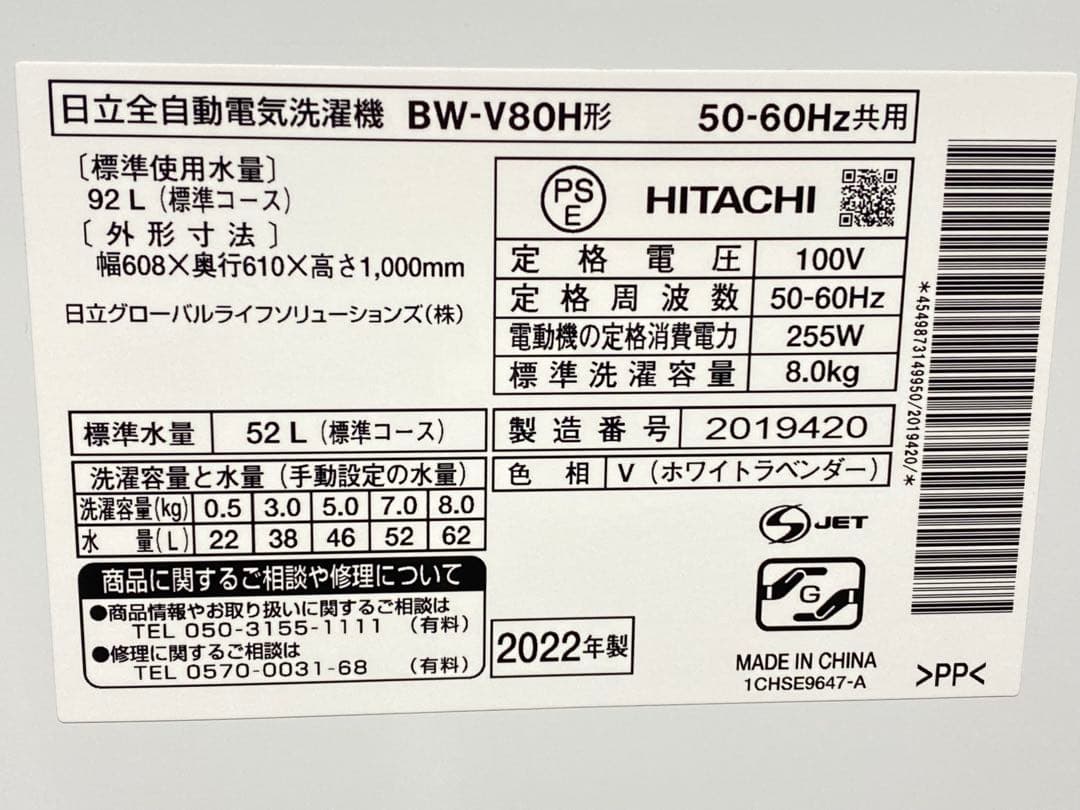 日立全自動電気洗濯機 BW-V80H形 50-60Hz共用
〔標準使用水量〕
92 L (標準コース)
〔外形寸法〕
幅608×奥行610×高さ1,000mm
日立グローバルライフソリューションズ(株)
PS
E
HITACHI
定格電圧 100V
定格周波数 50-60Hz
電動機の定格消費電力 255W
標準洗濯容量 8.0kg
標準水量 52 L (標準コース)
製造番号 2019420
色相 V (ホワイトラベンダー)
洗濯容量と水量 (手動設定の水量)
洗濯容量(kg) 0.5 3.0 5.0 7.0 8.0
水量(L) 22 38 46 52 62
商品に関するご相談や修理について
●商品情報やお取り扱いに関するご相談は
TEL 050-3155-1111 (有料)
●修理に関するご相談は
TEL 0570-0031-68 (有料)
2022年製
S JET
G
MADE IN CHINA
1CHSE9647-A
>PP<
*4549873149950/2019420/*